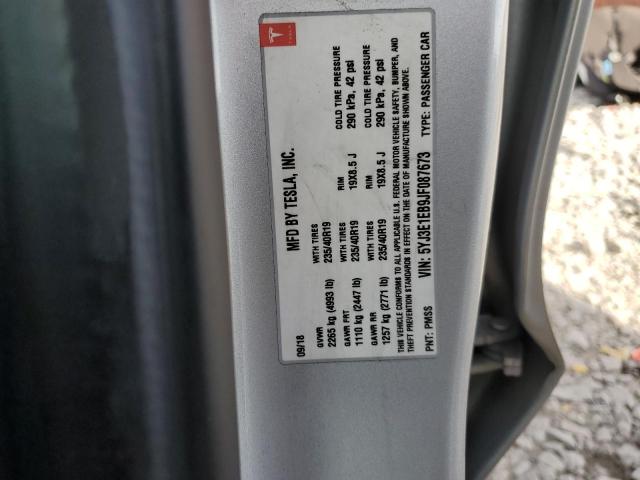 TESLA
09/18 MFD BY TESLA, INC.
GVWR WITH TIRES RIM COLD TIRE PRESSURE
2265 kg (4993 lb) 235/40R19 19X8.5 J 290 kPa, 42 psi
GAWR FRT WITH TIRES RIM COLD TIRE PRESSURE
1110 kg (2447 lb) 235/40R19 19X8.5 J 290 kPa, 42 psi
GAWR RR WITH TIRES
1257 kg (2771 lb) 235/40R19 19X8.5 J
THIS VEHICLE CONFORMS TO ALL APPLICABLE U.S. FEDERAL MOTOR VEHICLE SAFETY, BUMPER, AND
THEFT PREVENTION STANDARDS IN EFFECT ON THE DATE OF MANUFACTURE SHOWN ABOVE.
PNT: PMSS VIN: 5YJ3E1EB9JF087673 TYPE: PASSENGER CAR